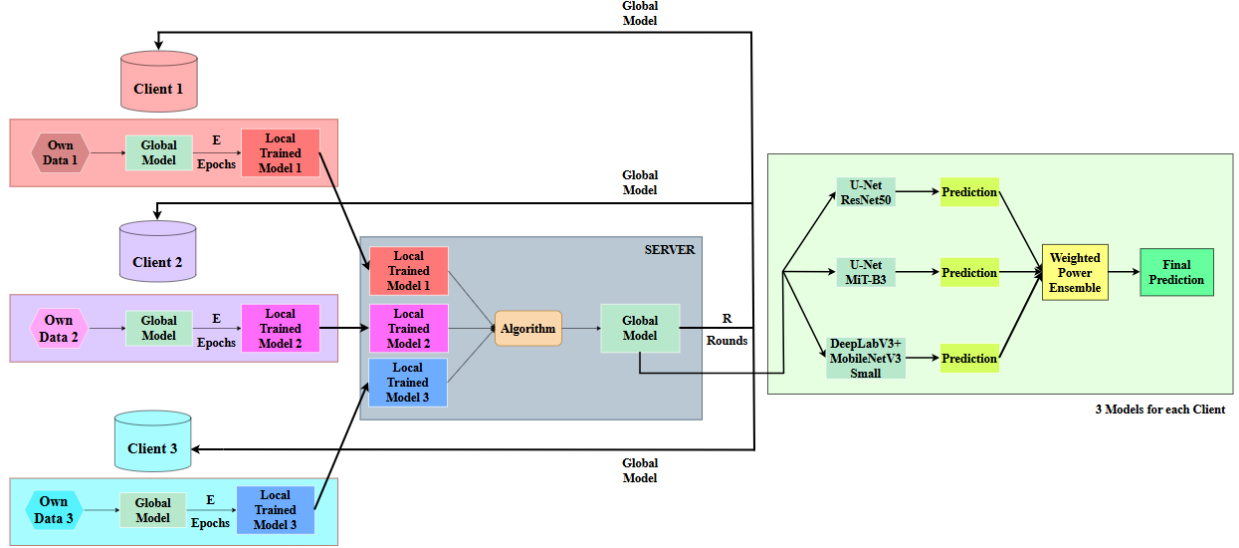 Global
Model
Client 1
Own
Data 1
Global
Model
E
Epochs
Local
Trained
Model 1
Global
Model
Client 2
Own
Data 2
Global
Model
E
Epochs
Local
Trained
Model 2
SERVER
Local
Trained
Model 1
Local
Trained
Model 2
Local
Trained
Model 3
Algorithm
Global
Model
R
Rounds
Client 3
Global
Model
Own
Data 3
Global
Model
E
Epochs
Local
Trained
Model 3
U-Net
ResNet50
Prediction
U-Net
MiT-B3
Prediction
DeepLabV3+
MobileNetV3
Small
Prediction
Weighted
Power
Ensemble
Final
Prediction
3 Models for each Client